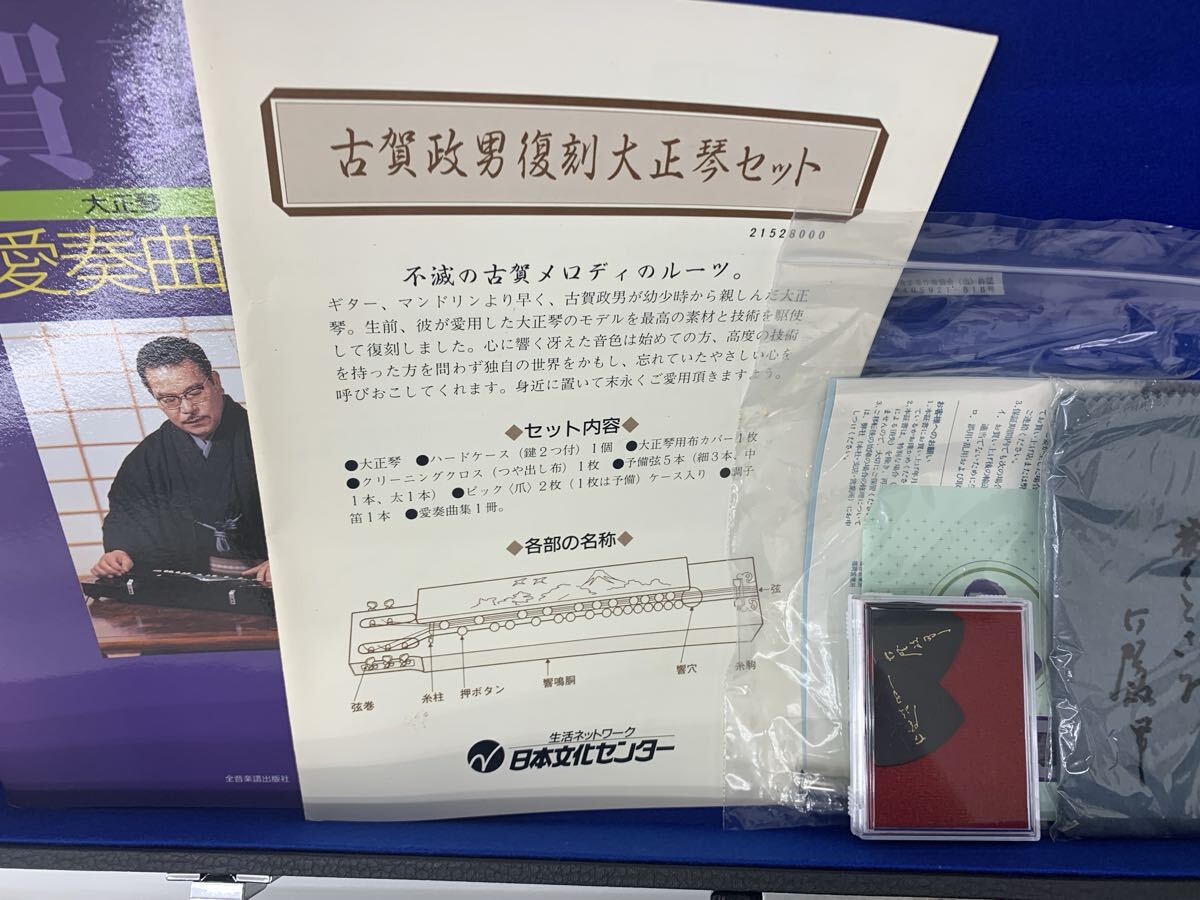 賀
大正琴
愛奏曲
全音楽譜出版社
古賀政男復刻大正琴セット
21528000
不滅の古賀メロディのルーツ。
ギター、マンドリンより早く、古賀政男が幼少時から親しんだ大正
琴。生前、彼が愛用した大正琴のモデルを最高の素材と技術を駆使
して復刻しました。心に響く冴えた音色は始めての方、高度の技術
を持った方を問わず独自の世界をかもし、忘れていたやさしい心を
呼びおこしてくれます。身近に置いて末永くご愛用頂きますよう。
◆セット内容◆
●大正琴 ●ハードケース（鍵2つ付）1個 ●大正琴用布カバー1枚
●クリーニングクロス（つや出し布）1枚 ●予備弦5本（細3本、中
1本、太1本） ●ピック〈爪〉2枚（1枚は予備）ケース入り ●調子
笛1本 ●愛奏曲集1冊。
◆各部の名称◆
弦
弦巻
糸柱
押ボタン
響鳴胴
響穴
糸駒
生活ネットワーク
日本文化センター
お客様へのお願い